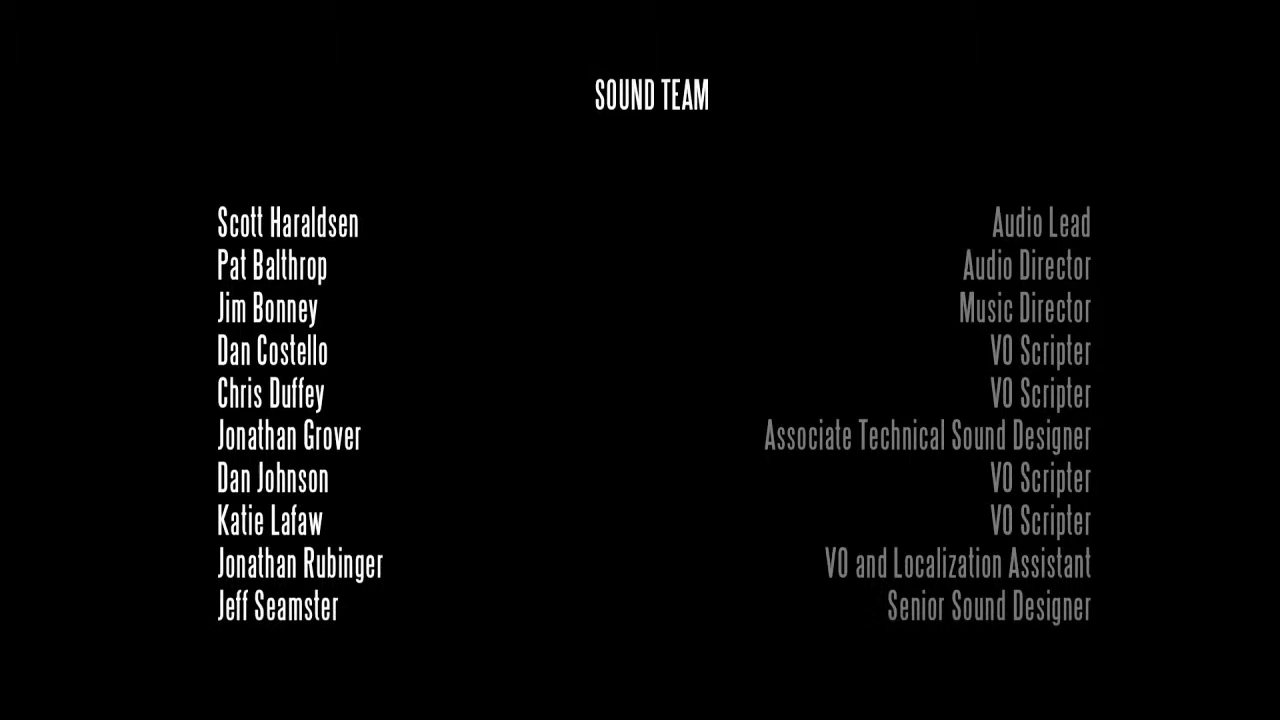 SOUND TEAM
Scott Haraldsen Audio Lead
Pat Balthrop Audio Director
Jim Bonney Music Director
Dan Costello VO Scripter
Chris Duffey VO Scripter
Jonathan Grover Associate Technical Sound Designer
Dan Johnson VO Scripter
Katie Lafaw VO Scripter
Jonathan Rubinger VO and Localization Assistant
Jeff Seamster Senior Sound Designer